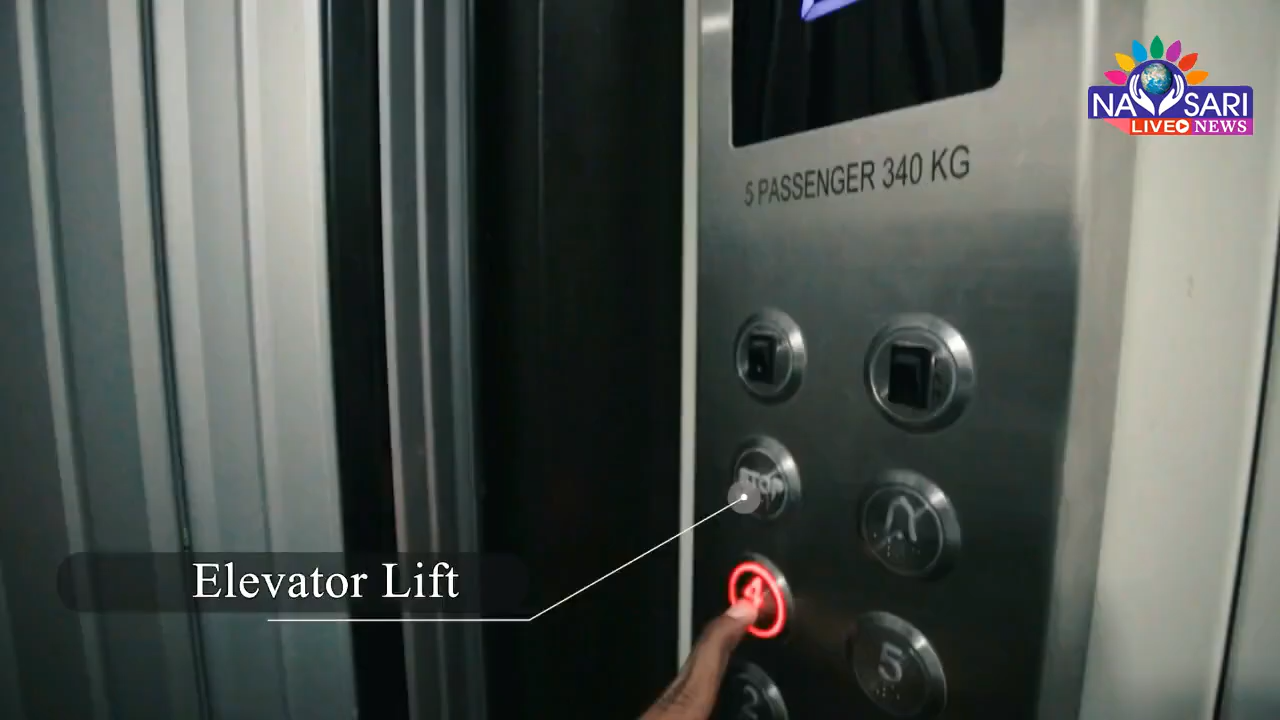 NAVSARI
LIVE NEWS
5 PASSENGER 340 KG
STOP
Elevator Lift
4
5
2